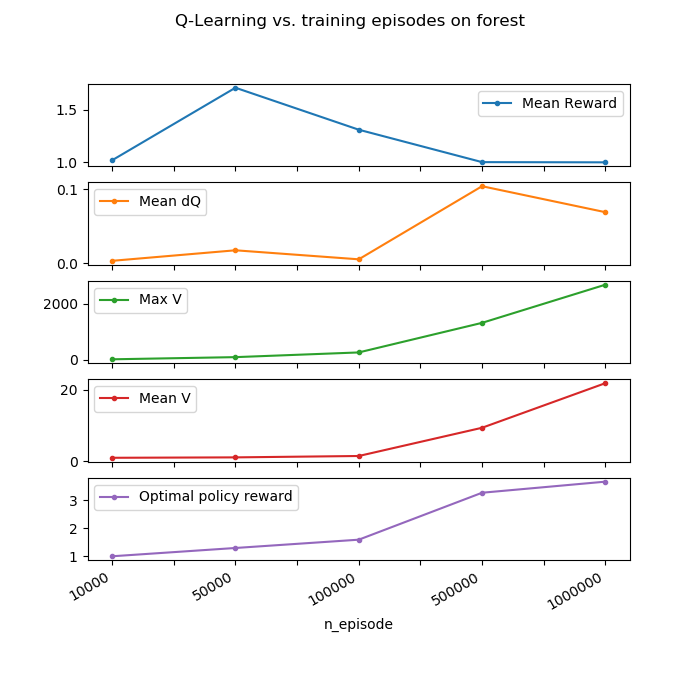 Q-Learning vs. training episodes on forest
1.5
1.0
Mean Reward
0.1
0.0
Mean dQ
2000
0
Max V
20
0
Mean V
3
2
1
Optimal policy reward
10000
50000
100000
500000
1000000
n_episode